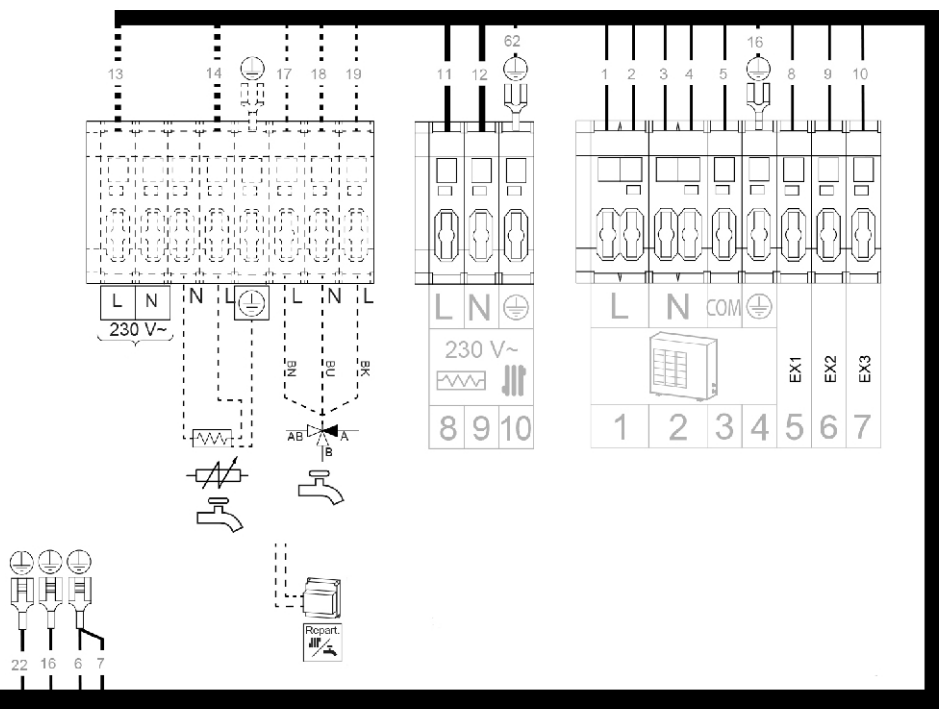 62 16
13 14 17 18 19 11 12 1 2 3 4 5 8 9 10
L N N L L N L
230 V~
L N
230 V~
8 9 10
L N COM
EX1 EX2 EX3
1 2 3 4 5 6 7
BN BU BK
AB A
B
Repart.
22 16 6 7